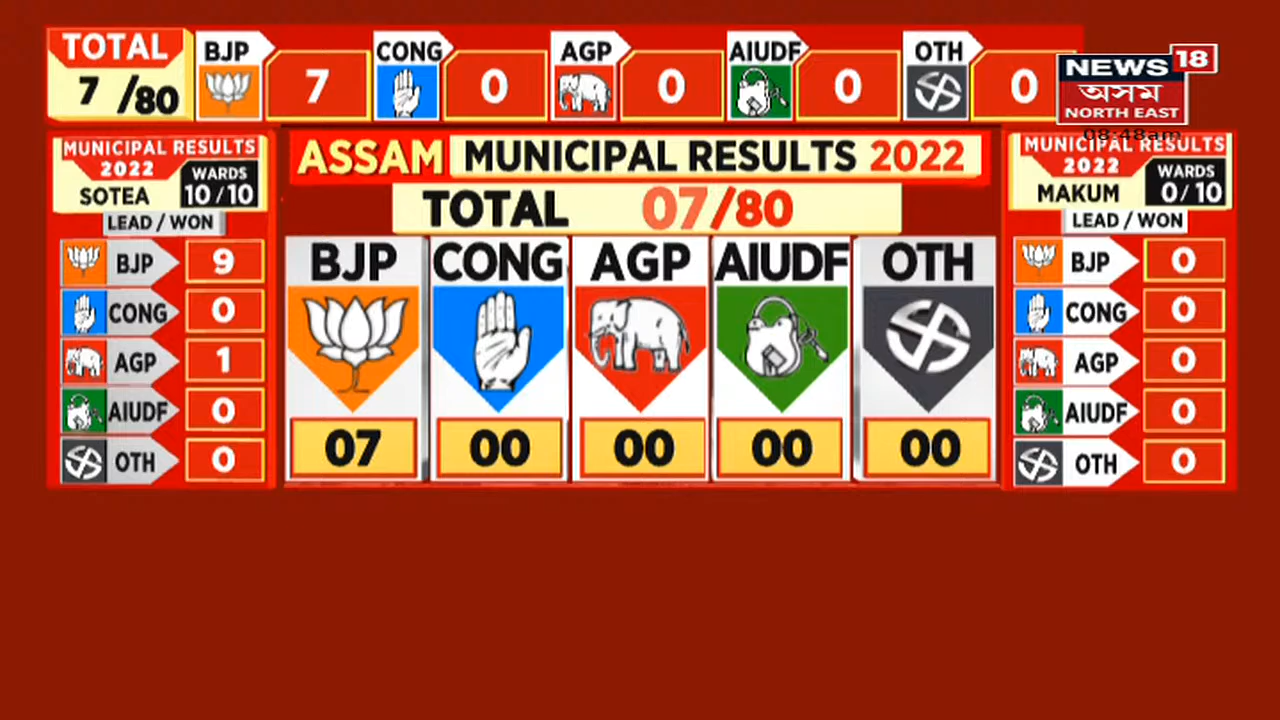 TOTAL
7 /80
BJP 7
CONG 0
AGP 0
AIUDF 0
OTH 0
NEWS 18
অসম
NORTH EAST
08:48am
MUNICIPAL RESULTS
2022
SOTEA
WARDS
10/10
LEAD / WON
BJP 9
CONG 0
AGP 1
AIUDF 0
OTH 0
ASSAM MUNICIPAL RESULTS 2022
TOTAL 07/80
BJP CONG AGP AIUDF OTH
07 00 00 00 00
MUNICIPAL RESULTS
2022
MAKUM
WARDS
0/10
LEAD / WON
BJP 0
CONG 0
AGP 0
AIUDF 0
OTH 0